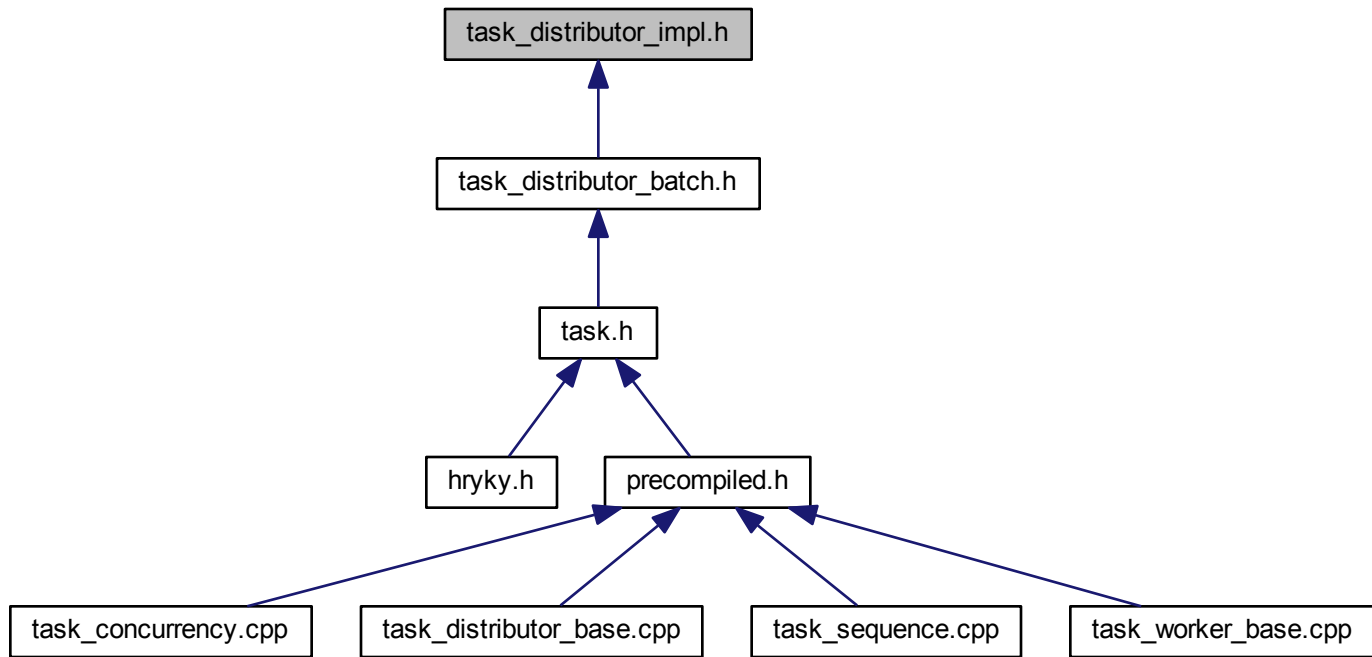 task_distributor_impl.h
task_distributor_batch.h
task.h
hryky.h
precompiled.h
task_concurrency.cpp
task_distributor_base.cpp
task_sequence.cpp
task_worker_base.cpp